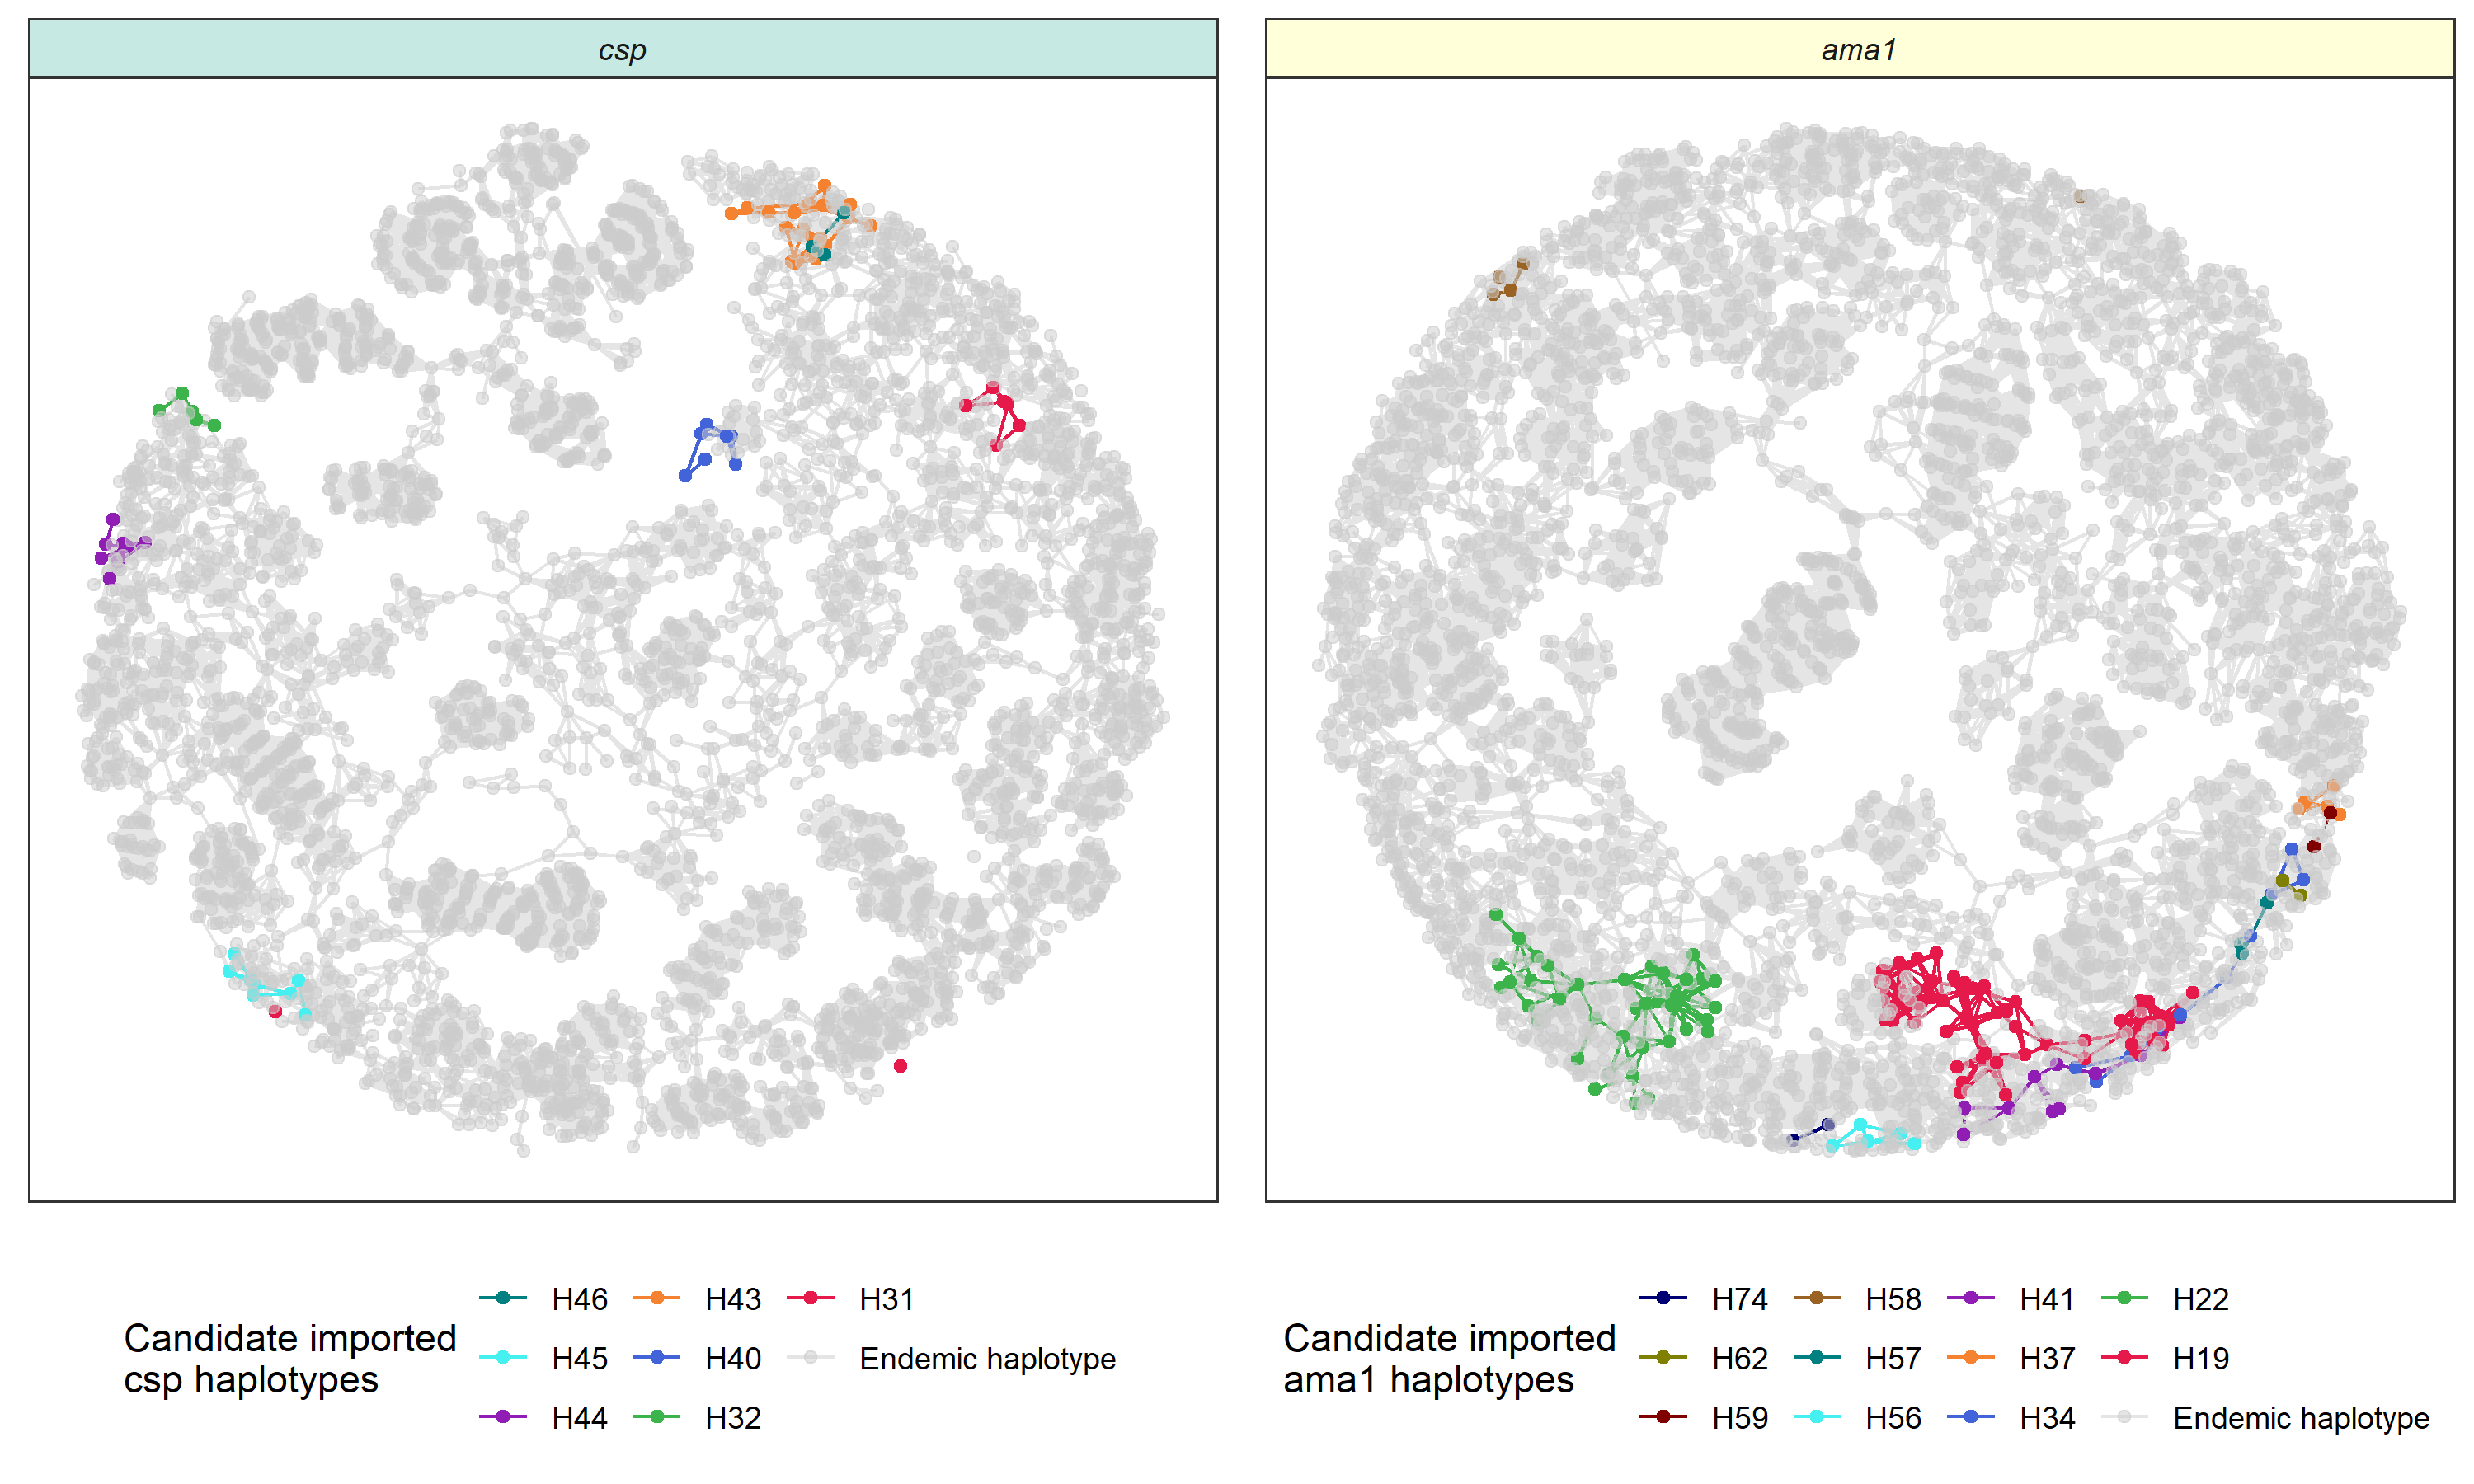 csp
ama1
Candidate imported
csp haplotypes
H46
H43
H31
H45
H40
Endemic haplotype
H44
H32
Candidate imported
ama1 haplotypes
H74
H58
H41
H22
H62
H57
H37
H19
H59
H56
H34
Endemic haplotype